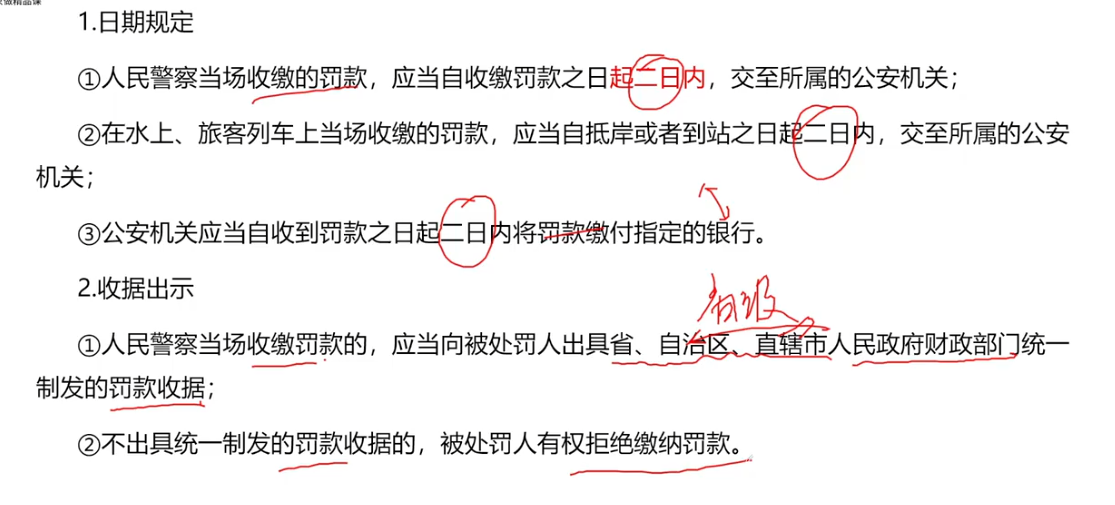 1.日期规定
①人民警察当场收缴的罚款，应当自收缴罚款之日起二日内，交至所属的公安机关；
②在水上、旅客列车上当场收缴的罚款，应当自抵岸或者到站之日起二日内，交至所属的公安
机关；
③公安机关应当自收到罚款之日起二日内将罚款缴付指定的银行。
2.收据出示
省级
①人民警察当场收缴罚款的，应当向被处罚人出具省、自治区、直辖市人民政府财政部门统一
制发的罚款收据；
②不出具统一制发的罚款收据的，被处罚人有权拒绝缴纳罚款。